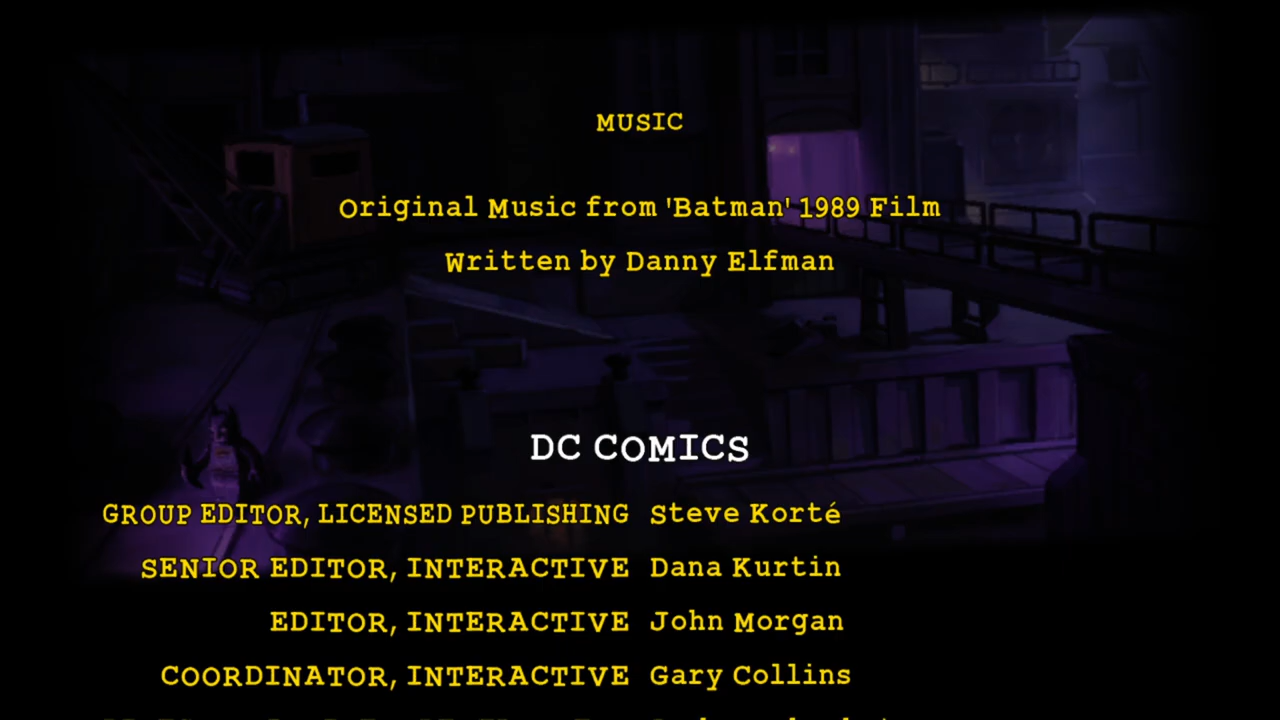 MUSIC
Original Music from 'Batman' 1989 Film
Written by Danny Elfman
DC COMICS
GROUP EDITOR, LICENSED PUBLISHING Steve Korté
SENIOR EDITOR, INTERACTIVE Dana Kurtin
EDITOR, INTERACTIVE John Morgan
COORDINATOR, INTERACTIVE Gary Collins